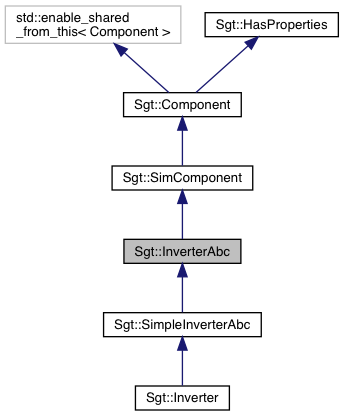 std::enable_shared
_from_this< Component >
Sgt::HasProperties
Sgt::Component
Sgt::SimComponent
Sgt::InverterAbc
Sgt::SimpleInverterAbc
Sgt::Inverter